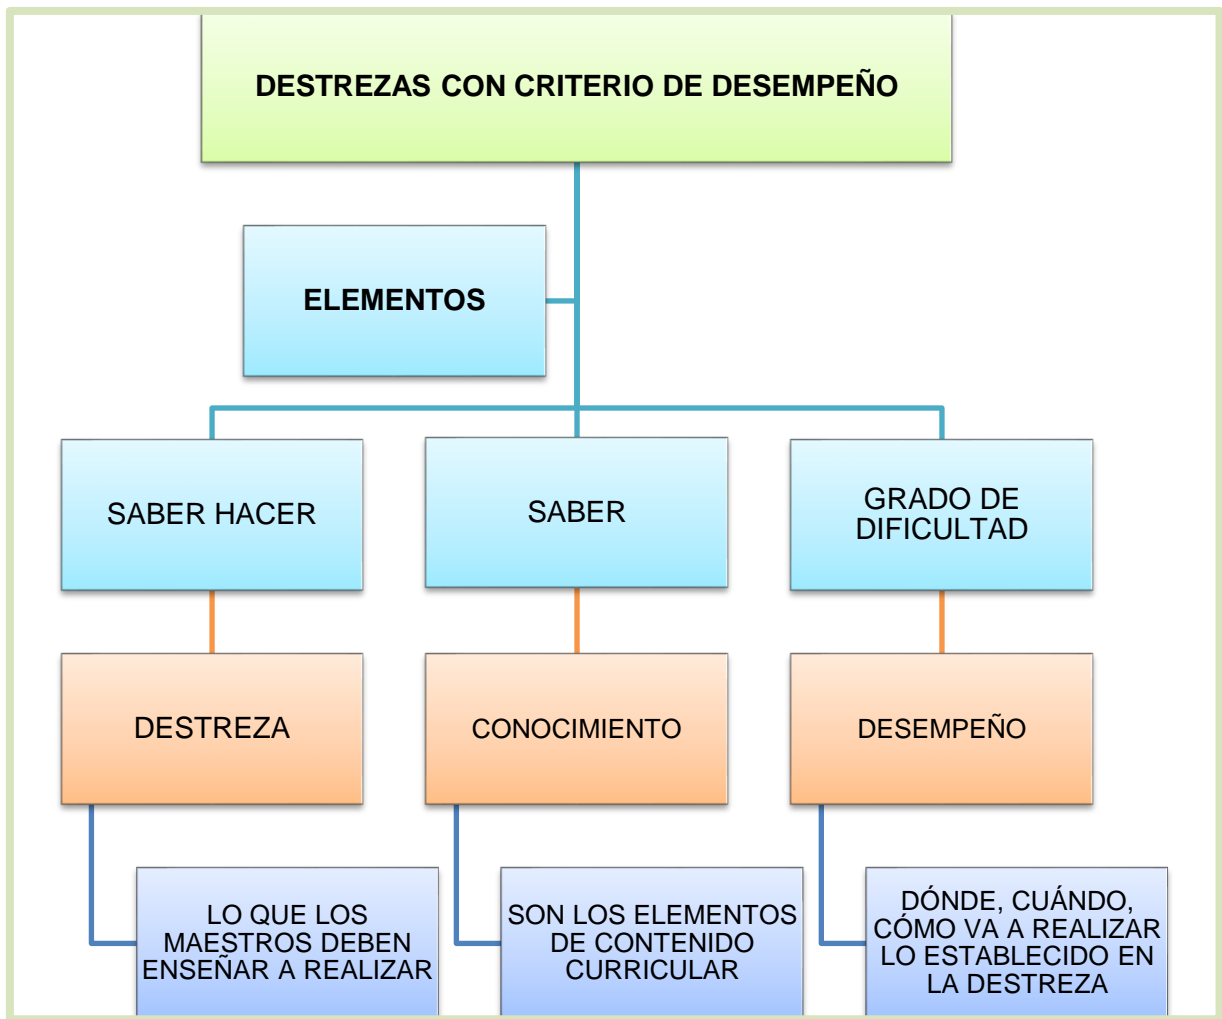 DESTREZAS CON CRITERIO DE DESEMPEÑO
ELEMENTOS
SABER HACER
SABER
GRADO DE
DIFICULTAD
DESTREZA
CONOCIMIENTO
DESEMPEÑO
LO QUE LOS
MAESTROS DEBEN
ENSEÑAR A REALIZAR
SON LOS ELEMENTOS
DE CONTENIDO
CURRICULAR
DÓNDE, CUÁNDO,
CÓMO VA A REALIZAR
LO ESTABLECIDO EN
LA DESTREZA